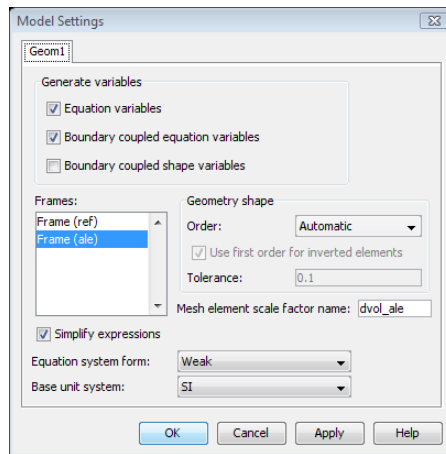 Model Settings
Geom1
Generate variables
Equation variables
Boundary coupled equation variables
Boundary coupled shape variables
Frames:
Frame (ref)
Frame (ale)
Geometry shape
Order: Automatic
Use first order for inverted elements
Tolerance: 0.1
Mesh element scale factor name: dvol_ale
Simplify expressions
Equation system form: Weak
Base unit system: SI
OK Cancel Apply Help